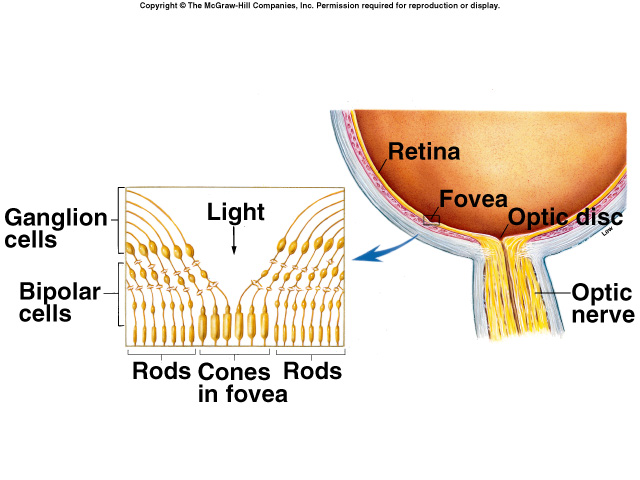 Copyright © The McGraw-Hill Companies, Inc. Permission required for reproduction or display.
Retina
Fovea
Optic disc
Low
Optic
nerve
Ganglion
cells
Light
Bipolar
cells
Rods
Cones
in fovea
Rods